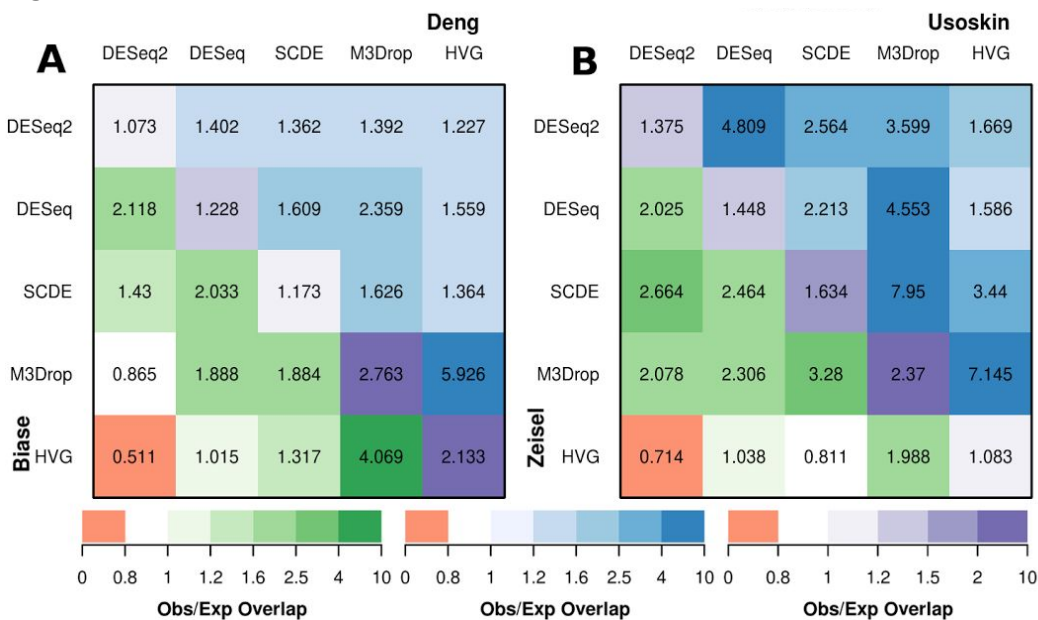 Deng
Usoskin
A DESeq2 DESeq SCDE M3Drop HVG
B DESeq2 DESeq SCDE M3Drop HVG
DESeq2 1.073 1.402 1.362 1.392 1.227
DESeq2 1.375 4.809 2.564 3.599 1.669
DESeq 2.118 1.228 1.609 2.359 1.559
DESeq 2.025 1.448 2.213 4.553 1.586
SCDE 1.43 2.033 1.173 1.626 1.364
SCDE 2.664 2.464 1.634 7.95 3.44
M3Drop 0.865 1.888 1.884 2.763 5.926
M3Drop 2.078 2.306 3.28 2.37 7.145
Biase
HVG 0.511 1.015 1.317 4.069 2.133
Zeisel
HVG 0.714 1.038 0.811 1.988 1.083
0 0.8 1 1.2 1.6 2.5 4 10
0 0.8 1 1.2 1.6 2.5 4 10
0 0.8 1 1.2 1.5 2 10
Obs/Exp Overlap
Obs/Exp Overlap
Obs/Exp Overlap